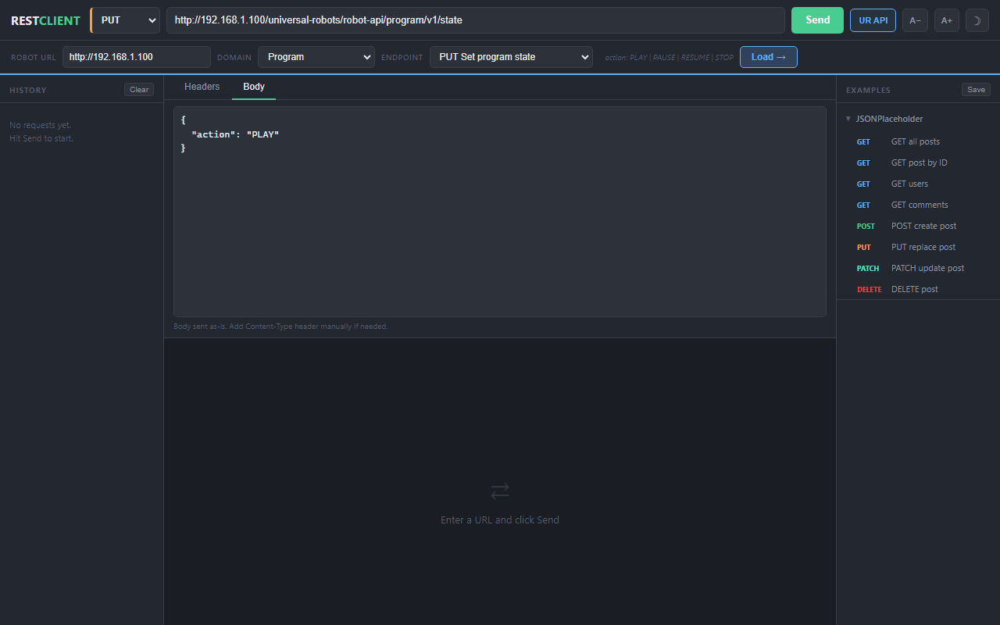 RESTCLIENT PUT http://192.168.1.100/universal-robots/robot-api/program/v1/state Send UR API A− A+ ☽
ROBOT URL http://192.168.1.100 DOMAIN Program ENDPOINT PUT Set program state action: PLAY | PAUSE | RESUME | STOP Load →
HISTORY Clear
No requests yet.
Hit Send to start.
Headers Body
{
  "action": "PLAY"
}
Body sent as-is. Add Content-Type header manually if needed.
⇄
Enter a URL and click Send
EXAMPLES Save
▼ JSONPlaceholder
GET GET all posts
GET GET post by ID
GET GET users
GET GET comments
POST POST create post
PUT PUT replace post
PATCH PATCH update post
DELETE DELETE post